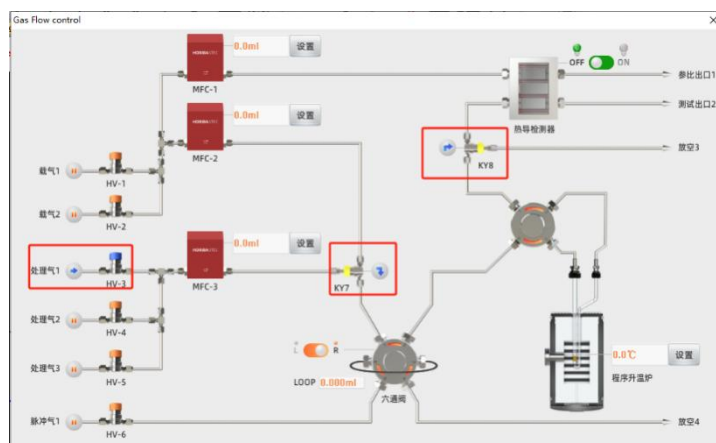 Gas Flow control
HORIBA
0.0ml 设置
MFC-1
OFF ON
参比出口1
测试出口2
热导检测器
HORIBA
0.0ml 设置
MFC-2
KY8
放空3
载气1
HV-1
载气2
HV-2
处理气1
HV-3
HORIBA
0.0ml 设置
MFC-3
KY7
处理气2
HV-4
处理气3
HV-5
L R
LOOP 0.000ml
六通阀
0.0℃ 设置
程序升温炉
脉冲气1
HV-6
放空4